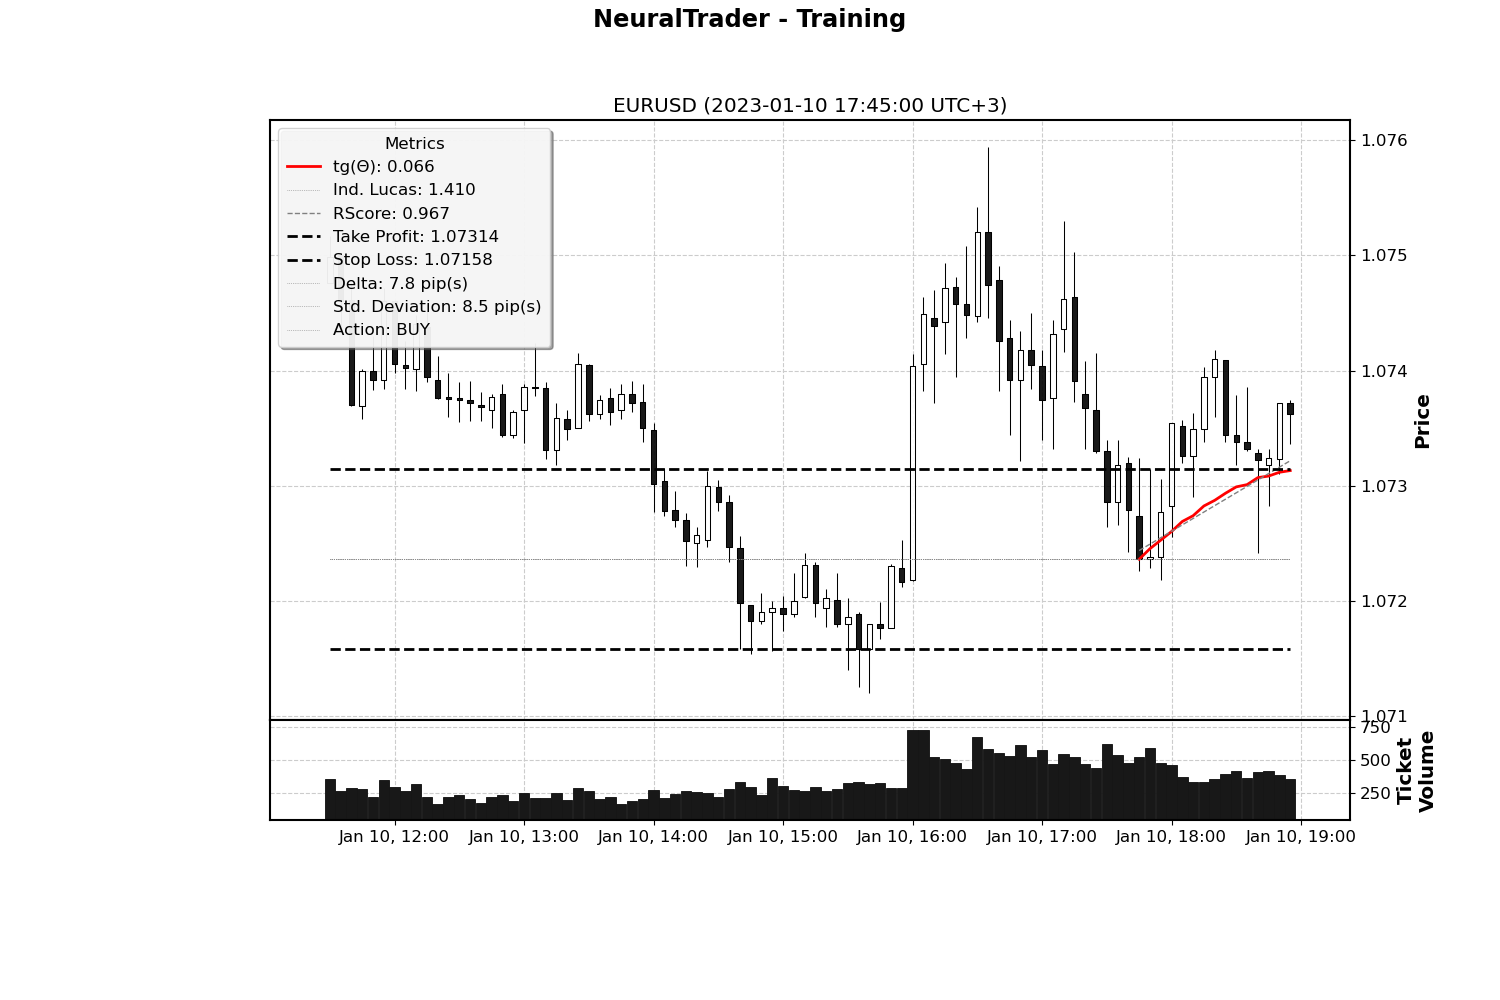 NeuralTrader - Training
EURUSD (2023-01-10 17:45:00 UTC+3)
Metrics
tg(Θ): 0.066
Ind. Lucas: 1.410
RScore: 0.967
Take Profit: 1.07314
Stop Loss: 1.07158
Delta: 7.8 pip(s)
Std. Deviation: 8.5 pip(s)
Action: BUY
1.076
1.075
1.074
1.073
1.072
1.071
Price
750
500
250
Ticket
Volume
Jan 10, 12:00
Jan 10, 13:00
Jan 10, 14:00
Jan 10, 15:00
Jan 10, 16:00
Jan 10, 17:00
Jan 10, 18:00
Jan 10, 19:00